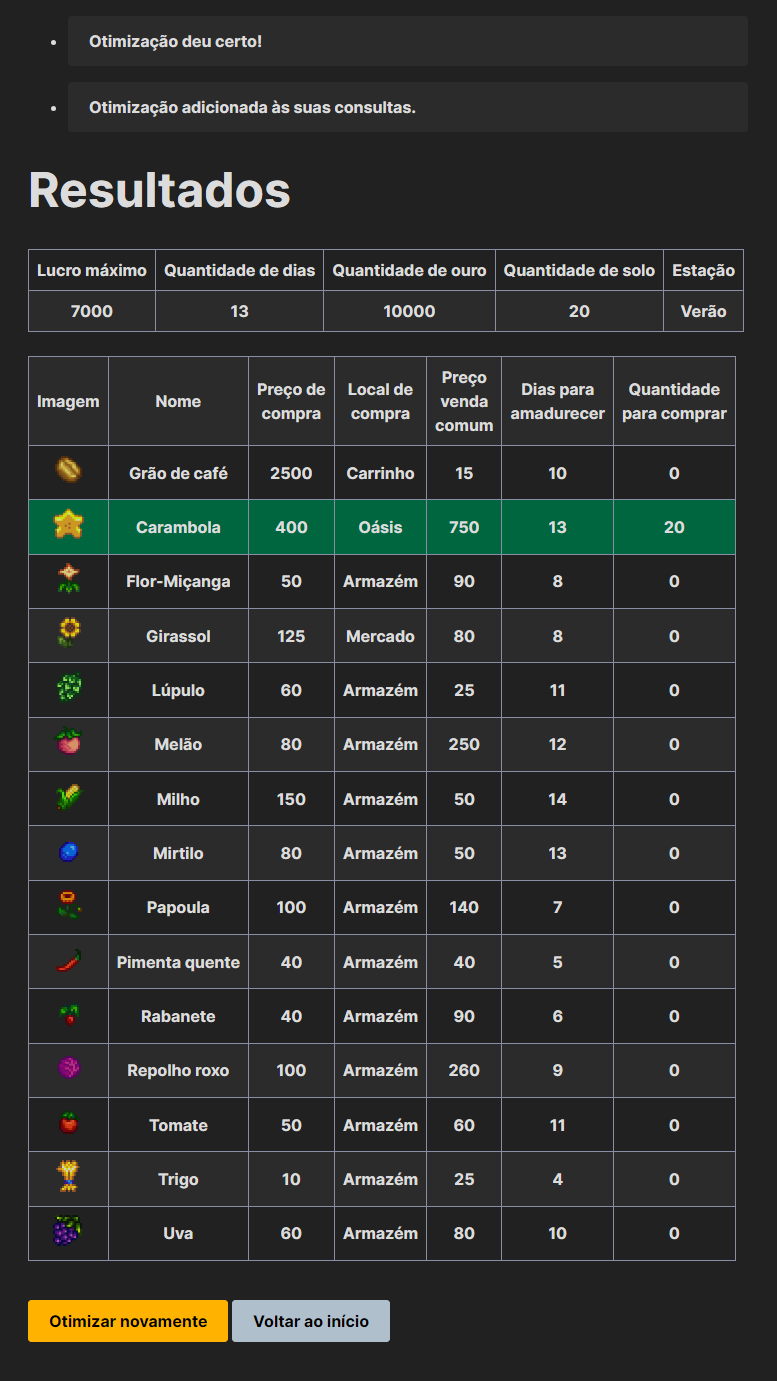 Otimização deu certo!
Otimização adicionada às suas consultas.
Resultados
Lucro máximo Quantidade de dias Quantidade de ouro Quantidade de solo Estação
7000 13 10000 20 Verão
Imagem Nome Preço de compra Local de compra Preço venda comum Dias para amadurecer Quantidade para comprar
Grão de café 2500 Carrinho 15 10 0
Carambola 400 Oásis 750 13 20
Flor-Miçanga 50 Armazém 90 8 0
Girassol 125 Mercado 80 8 0
Lúpulo 60 Armazém 25 11 0
Melão 80 Armazém 250 12 0
Milho 150 Armazém 50 14 0
Mirtilo 80 Armazém 50 13 0
Papoula 100 Armazém 140 7 0
Pimenta quente 40 Armazém 40 5 0
Rabanete 40 Armazém 90 6 0
Repolho roxo 100 Armazém 260 9 0
Tomate 50 Armazém 60 11 0
Trigo 10 Armazém 25 4 0
Uva 60 Armazém 80 10 0
Otimizar novamente Voltar ao início